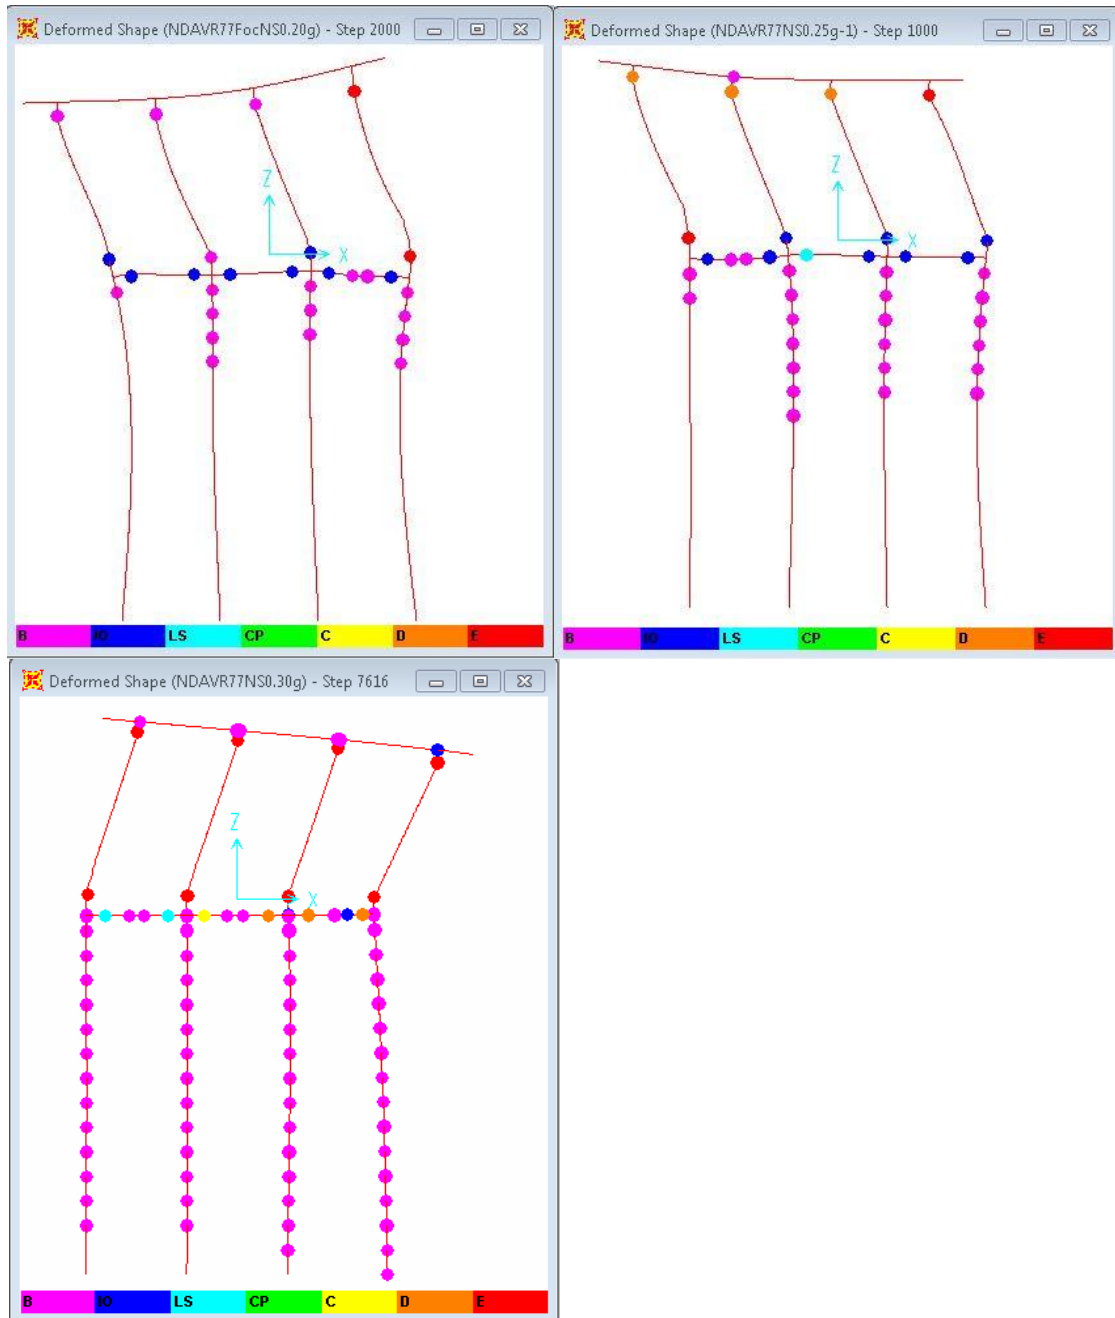 Deformed Shape (NDAVR77FocNS0.20g) - Step 2000
Z
X
B IO LS CP C D E
Deformed Shape (NDAVR77NS0.25g-1) - Step 1000
Z
X
B IO LS CP C D E
Deformed Shape (NDAVR77NS0.30g) - Step 7616
Z
X
B IO LS CP C D E